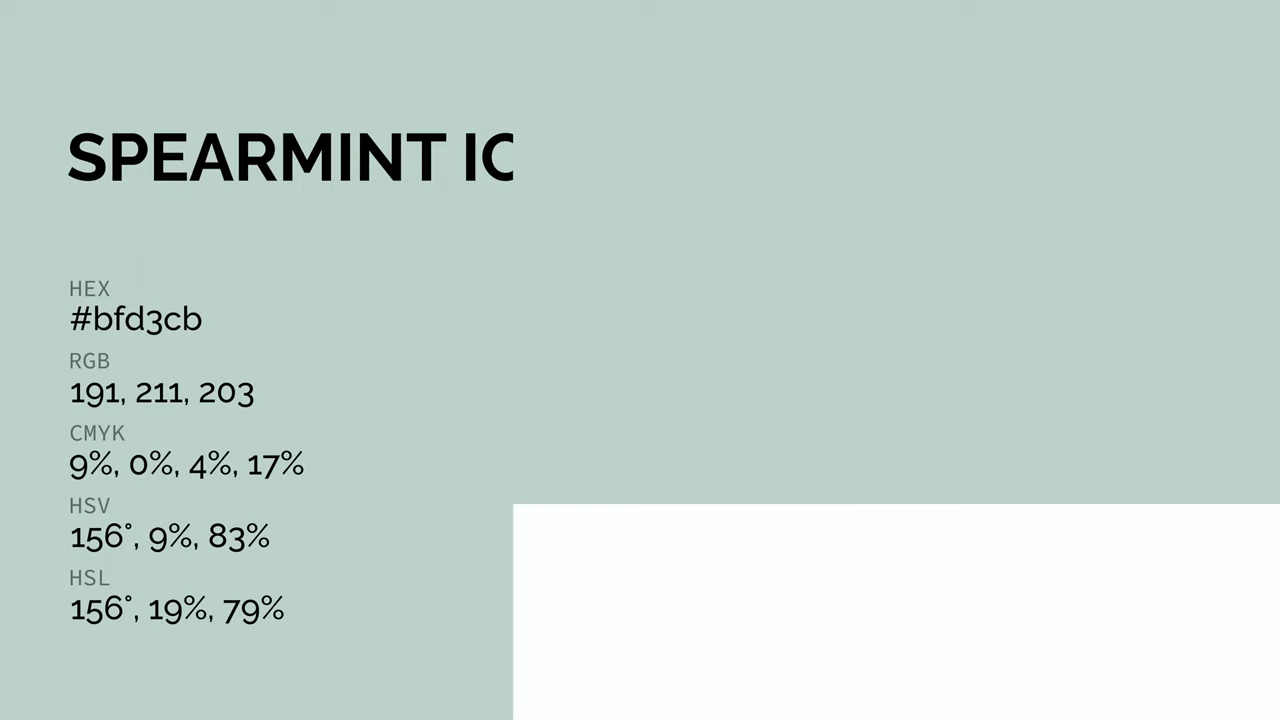 SPEARMINT
HEX
#bfd3cb
RGB
191, 211, 203
CMYK
9%, 0%, 4%, 17%
HSV
156°, 9%, 83%
HSL
156°, 19%, 79%